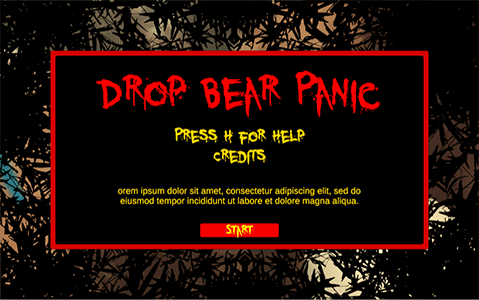 DROP BEAR PANIC
PRESS H FOR HELP
CREDITS
orem ipsum dolor sit amet, consectetur adipiscing elit, sed do
eiusmod tempor incididunt ut labore et dolore magna aliqua.
START